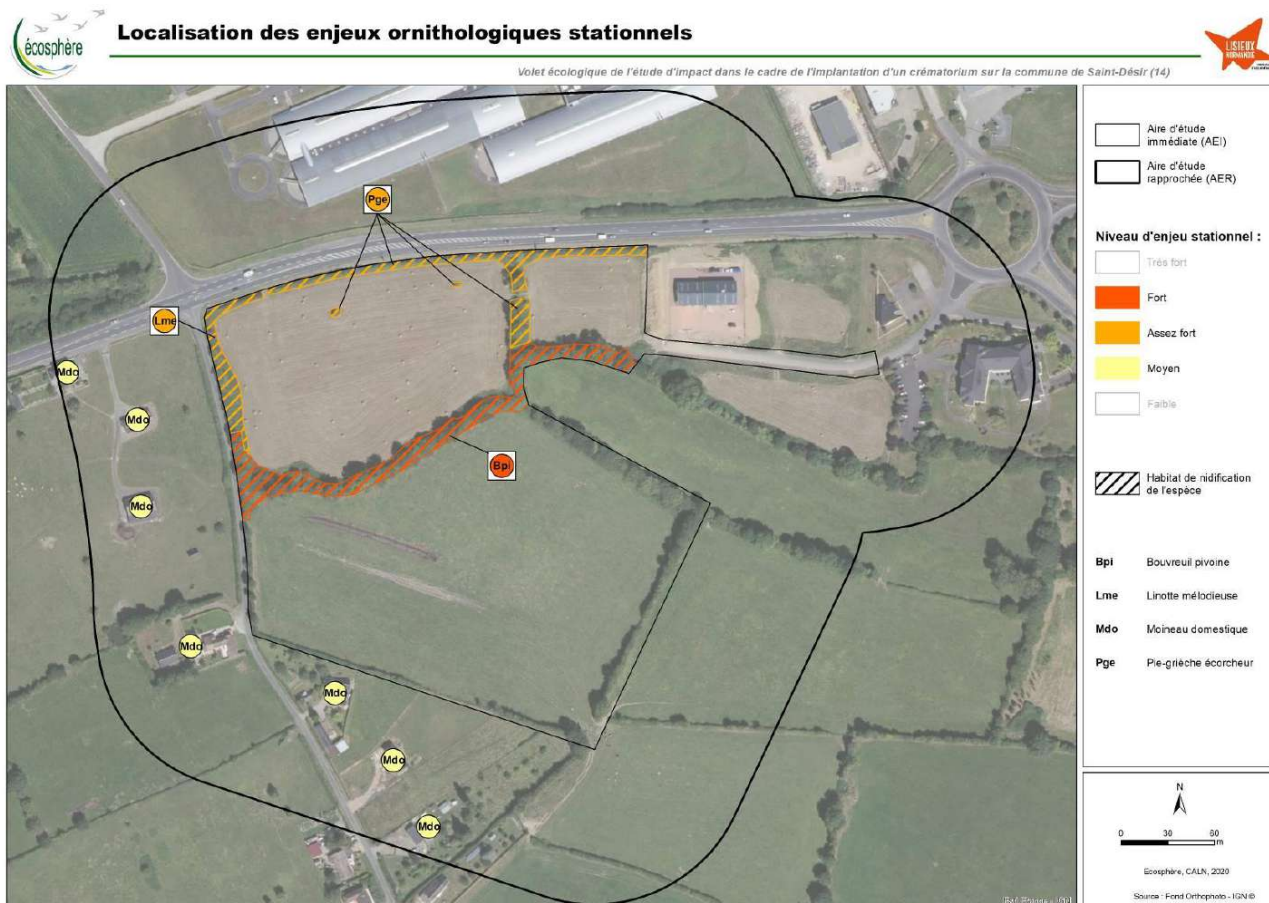 écosphère
Localisation des enjeux ornithologiques stationnels
LISIEUX
NORMANDIE
Volet écologique de l'étude d'impact dans le cadre de l'implantation d'un crématorium sur la commune de Saint-Désir (14)
Pge
Lme
Mdo
Mdo
Mdo
Bpi
Mdo
Mdo
Mdo
Mdo
Aire d'étude
immédiate (AEI)
Aire d'étude
rapprochée (AER)
Niveau d'enjeu stationnel :
Très fort
Fort
Assez fort
Moyen
Faible
Habitat de nidification
de l'espèce
Bpi Bouvreuil pivoine
Lme Linotte mélodieuse
Mdo Moineau domestique
Pge Pie-grièche écorcheur
N
0 30 60
m
Ecosphère, CALN, 2020
Source : Fond Orthophoto - IGN ©